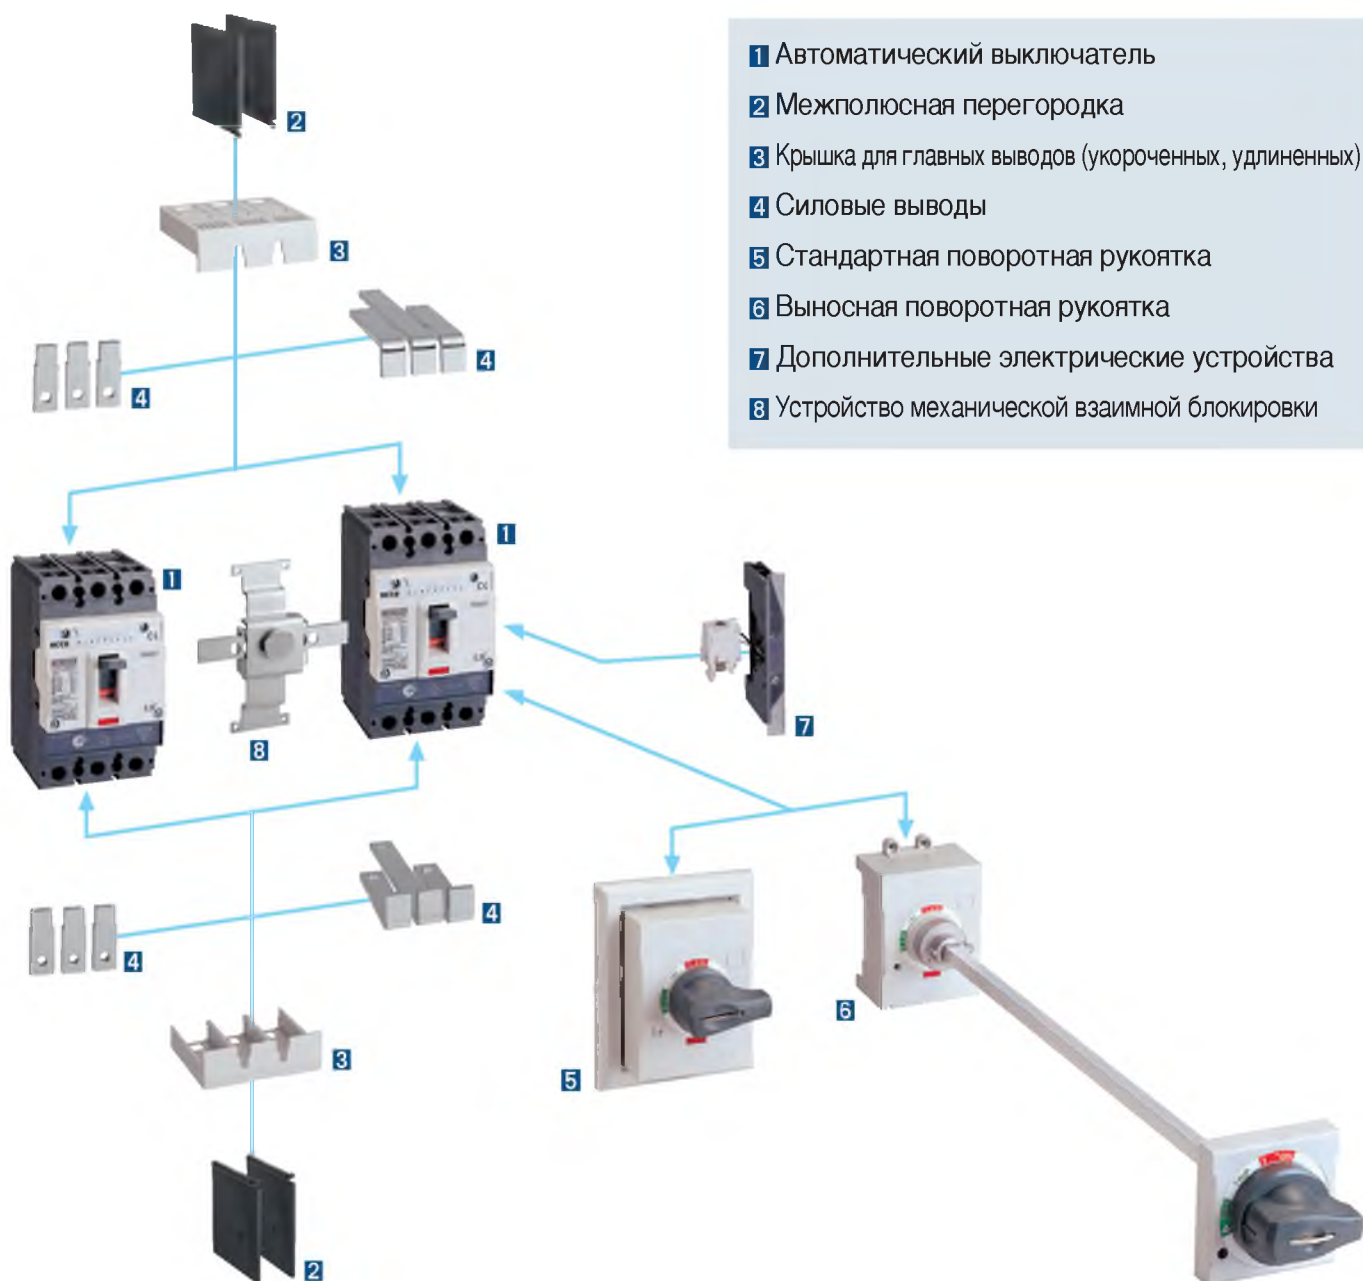 1 Автоматический выключатель
2 Межполюсная перегородка
3 Крышка для главных выводов (укороченных, удлиненных)
4 Силовые выводы
5 Стандартная поворотная рукоятка
6 Выносная поворотная рукоятка
7 Дополнительные электрические устройства
8 Устройство механической взаимной блокировки
2
3
4
4
1
1
8
7
4
4
3
5
6
2